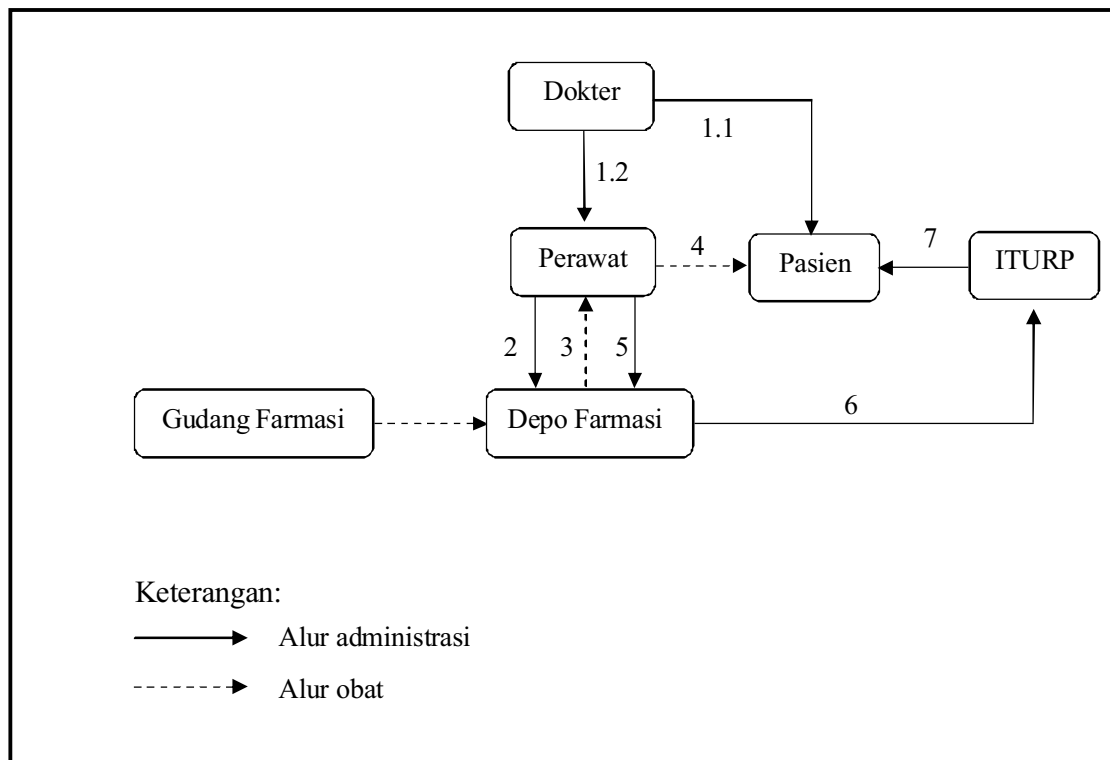 Dokter
1.1
1.2
Perawat
4
Pasien
7
ITURP
2
3
5
Gudang Farmasi
Depo Farmasi
6
Keterangan:
Alur administrasi
Alur obat